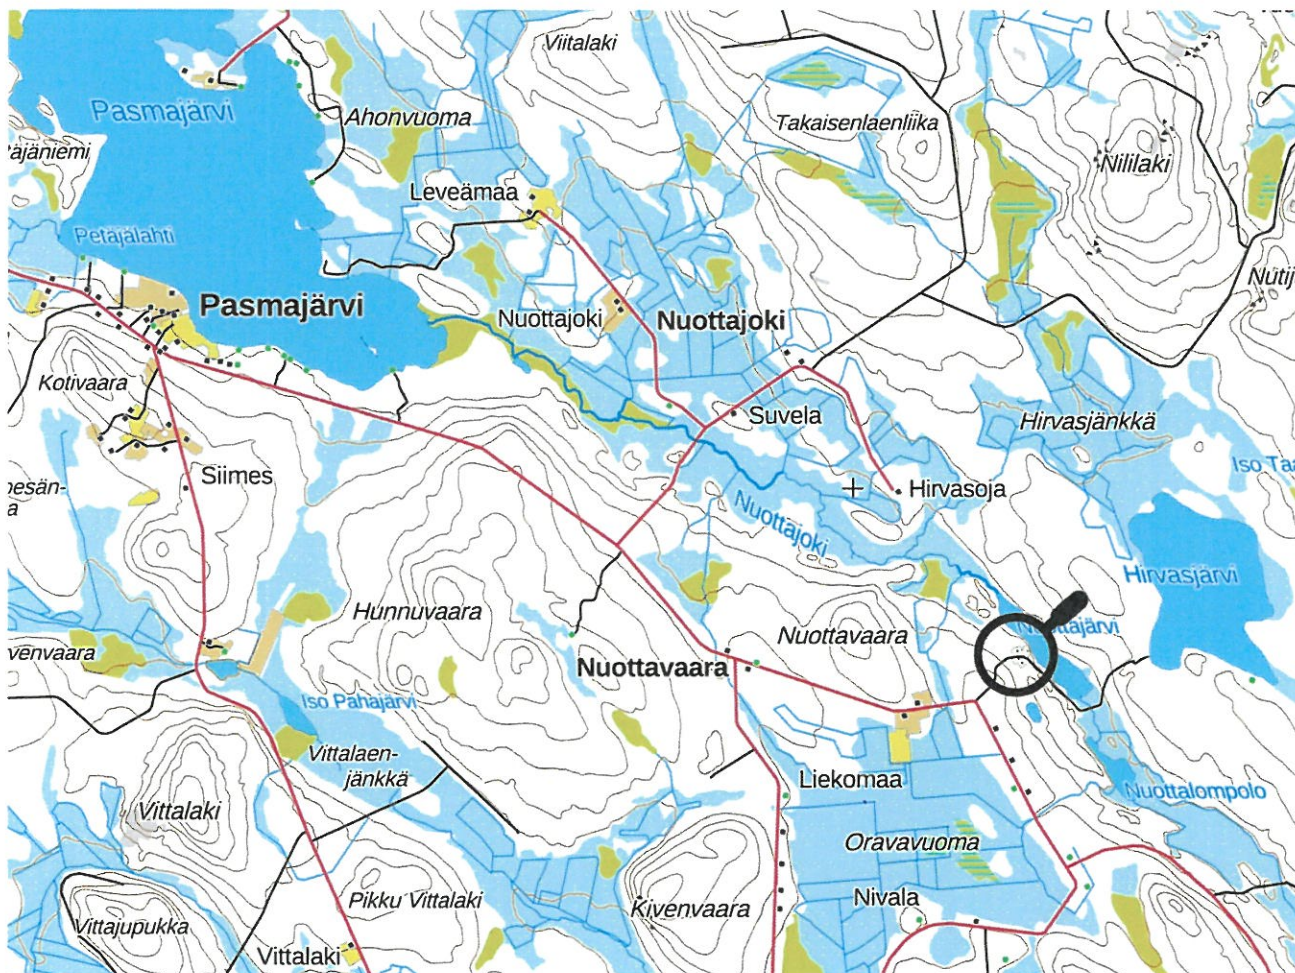 Viitalaki
Pasmajärvi
Ahonvuoma
Takaisenlaenliika
Nililaki
Leveämaa
Petäjälahti
Pasmajärvi
Nuottajoki
Nuottajoki
Kotivaara
Suvela
Hirvasjänkkä
Siimes
Hirvasoja
Nuottajoki
Hirvasjärvi
Hunnuvaara
Nuottavaara
Nuottavaara
Iso Pahajärvi
Vittalaen-
jänkkä
Liekomaa
Nuottalompolo
Vittalaki
Oravavuoma
Pikku Vittalaki
Nivala
Kivenvaara
Vittajupukka
Vittalaki